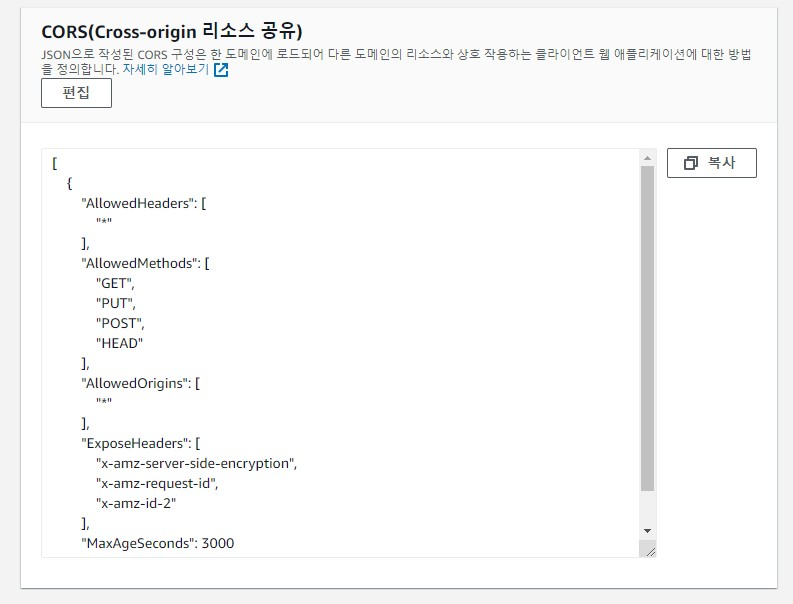 CORS(Cross-origin 리소스 공유)
JSON으로 작성된 CORS 구성은 한 도메인에 로드되어 다른 도메인의 리소스와 상호 작용하는 클라이언트 웹 애플리케이션에 대한 방법
을 정의합니다. 자세히 알아보기
편집
복사
[
{
"AllowedHeaders": [
"*"
],
"AllowedMethods": [
"GET",
"PUT",
"POST",
"HEAD"
],
"AllowedOrigins": [
"*"
],
"ExposeHeaders": [
"x-amz-server-side-encryption",
"x-amz-request-id",
"x-amz-id-2"
],
"MaxAgeSeconds": 3000